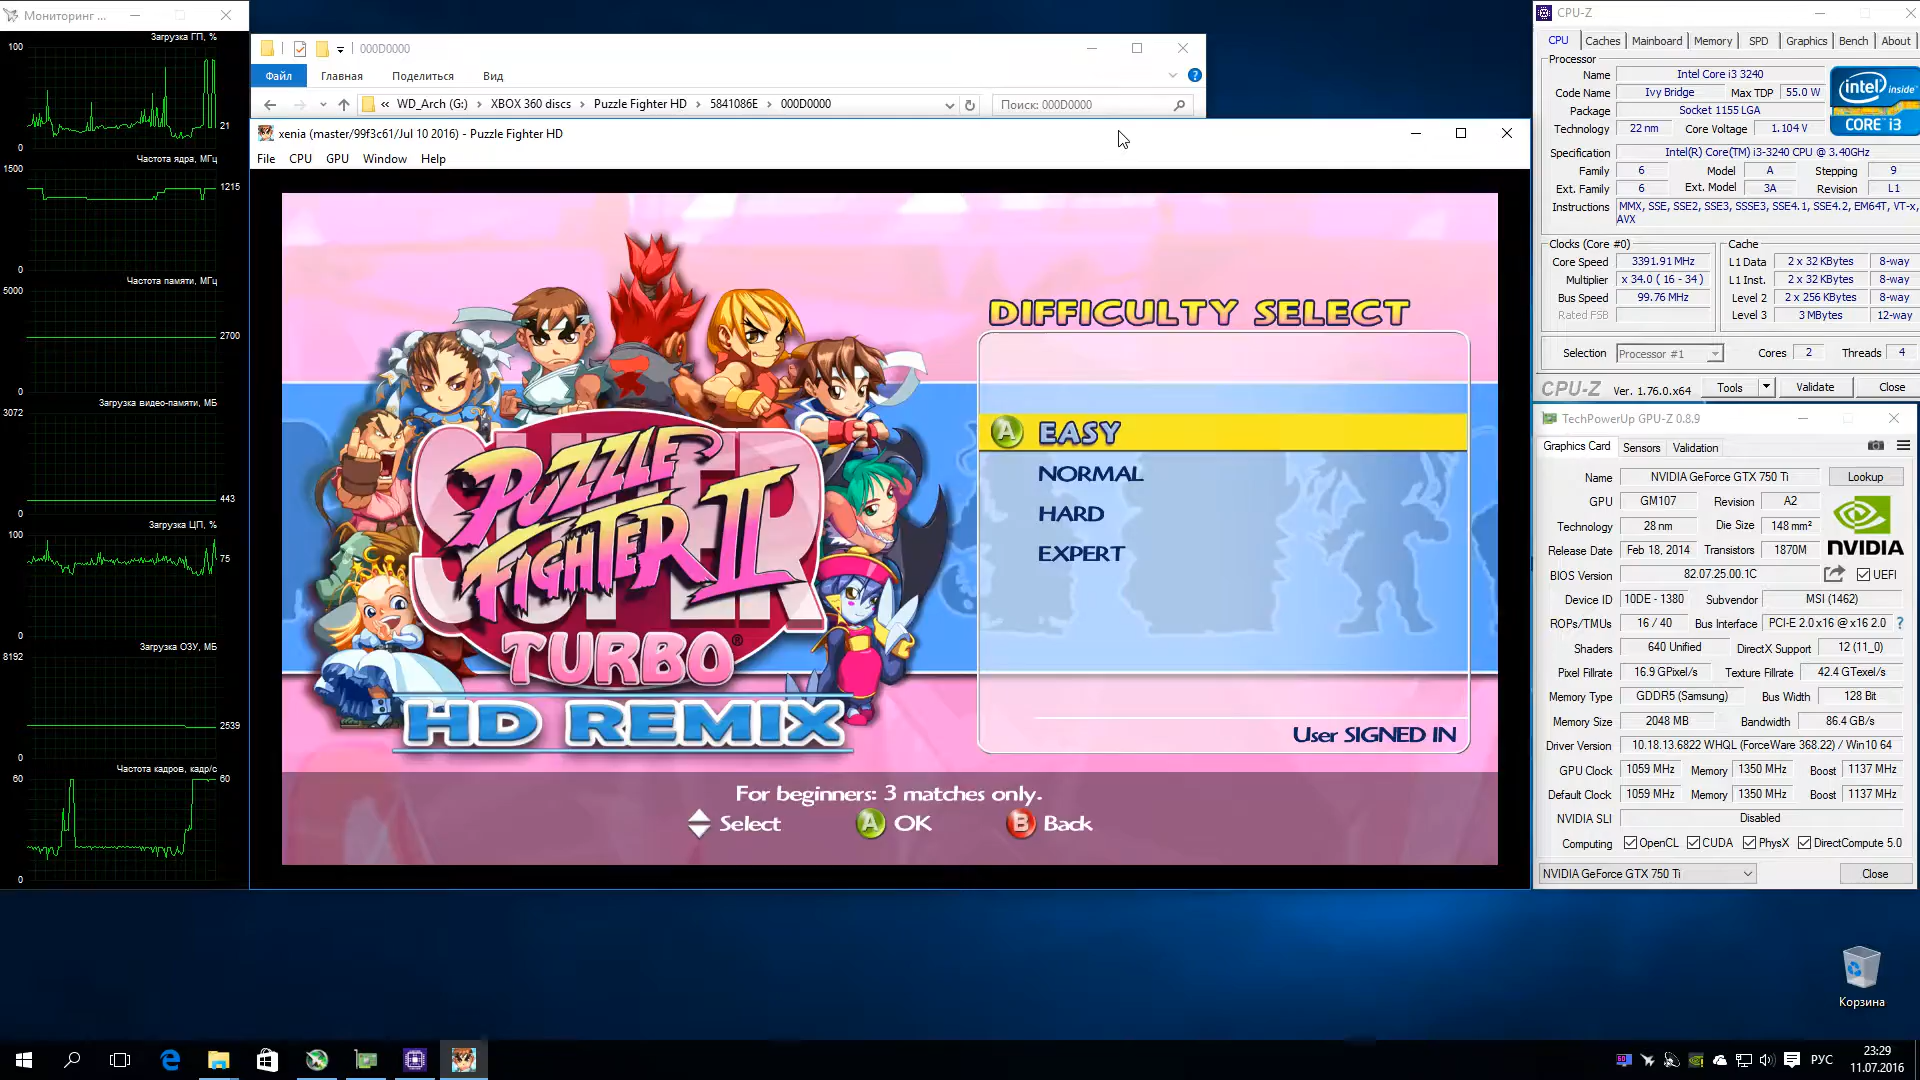 Мониторинг ...
Загрузка ГП, %
100
21
0
Частота ядра, МГц
1500
1215
0
Частота памяти, МГц
5000
2700
0
Загрузка видео-памяти, МБ
3072
443
0
Загрузка ЦП, %
100
75
0
Загрузка ОЗУ, МБ
8192
2539
0
Частота кадров, кадр/с
60
60
0
000D0000
Файл Главная Поделиться Вид
« WD_Arch (G:) XBOX 360 discs Puzzle Fighter HD 5841086E 000D0000
Поиск: 000D0000
xenia (master/99f3c61/Jul 10 2016) - Puzzle Fighter HD
File CPU GPU Window Help
SUPER
PUZZLE
FIGHTER II
TURBO®
HD REMIX
DIFFICULTY SELECT
A EASY
NORMAL
HARD
EXPERT
User SIGNED IN
For beginners: 3 matches only.
Select A OK B Back
CPU-Z
CPU Caches Mainboard Memory SPD Graphics Bench About
Processor
Name Intel Core i3 3240
Code Name Ivy Bridge Max TDP 55.0 W
Package Socket 1155 LGA
Technology 22 nm Core Voltage 1.104 V
intel inside™
CORE i3
Specification Intel(R) Core(TM) i3-3240 CPU @ 3.40GHz
Family 6 Model A Stepping 9
Ext. Family 6 Ext. Model 3A Revision L1
Instructions MMX, SSE, SSE2, SSE3, SSSE3, SSE4.1, SSE4.2, EM64T, VT-x,
AVX
Clocks (Core #0)
Core Speed 3391.91 MHz
Multiplier x 34.0 ( 16 - 34 )
Bus Speed 99.76 MHz
Rated FSB
Cache
L1 Data 2 x 32 KBytes 8-way
L1 Inst. 2 x 32 KBytes 8-way
Level 2 2 x 256 KBytes 8-way
Level 3 3 MBytes 12-way
Selection Processor #1 Cores 2 Threads 4
CPU-Z Ver. 1.76.0.x64 Tools Validate Close
TechPowerUp GPU-Z 0.8.9
Graphics Card Sensors Validation
Name NVIDIA GeForce GTX 750 Ti Lookup
GPU GM107 Revision A2
Technology 28 nm Die Size 148 mm²
Release Date Feb 18, 2014 Transistors 1870M
NVIDIA
BIOS Version 82.07.25.00.1C UEFI
Device ID 10DE - 1380 Subvendor MSI (1462)
ROPs/TMUs 16 / 40 Bus Interface PCI-E 2.0 x16 @ x16 2.0 ?
Shaders 640 Unified DirectX Support 12 (11_0)
Pixel Fillrate 16.9 GPixel/s Texture Fillrate 42.4 GTexel/s
Memory Type GDDR5 (Samsung) Bus Width 128 Bit
Memory Size 2048 MB Bandwidth 86.4 GB/s
Driver Version 10.18.13.6822 WHQL (ForceWare 368.22) / Win10 64
GPU Clock 1059 MHz Memory 1350 MHz Boost 1137 MHz
Default Clock 1059 MHz Memory 1350 MHz Boost 1137 MHz
NVIDIA SLI Disabled
Computing OpenCL CUDA PhysX DirectCompute 5.0
NVIDIA GeForce GTX 750 Ti Close
Корзина
РУС
23:29
11.07.2016